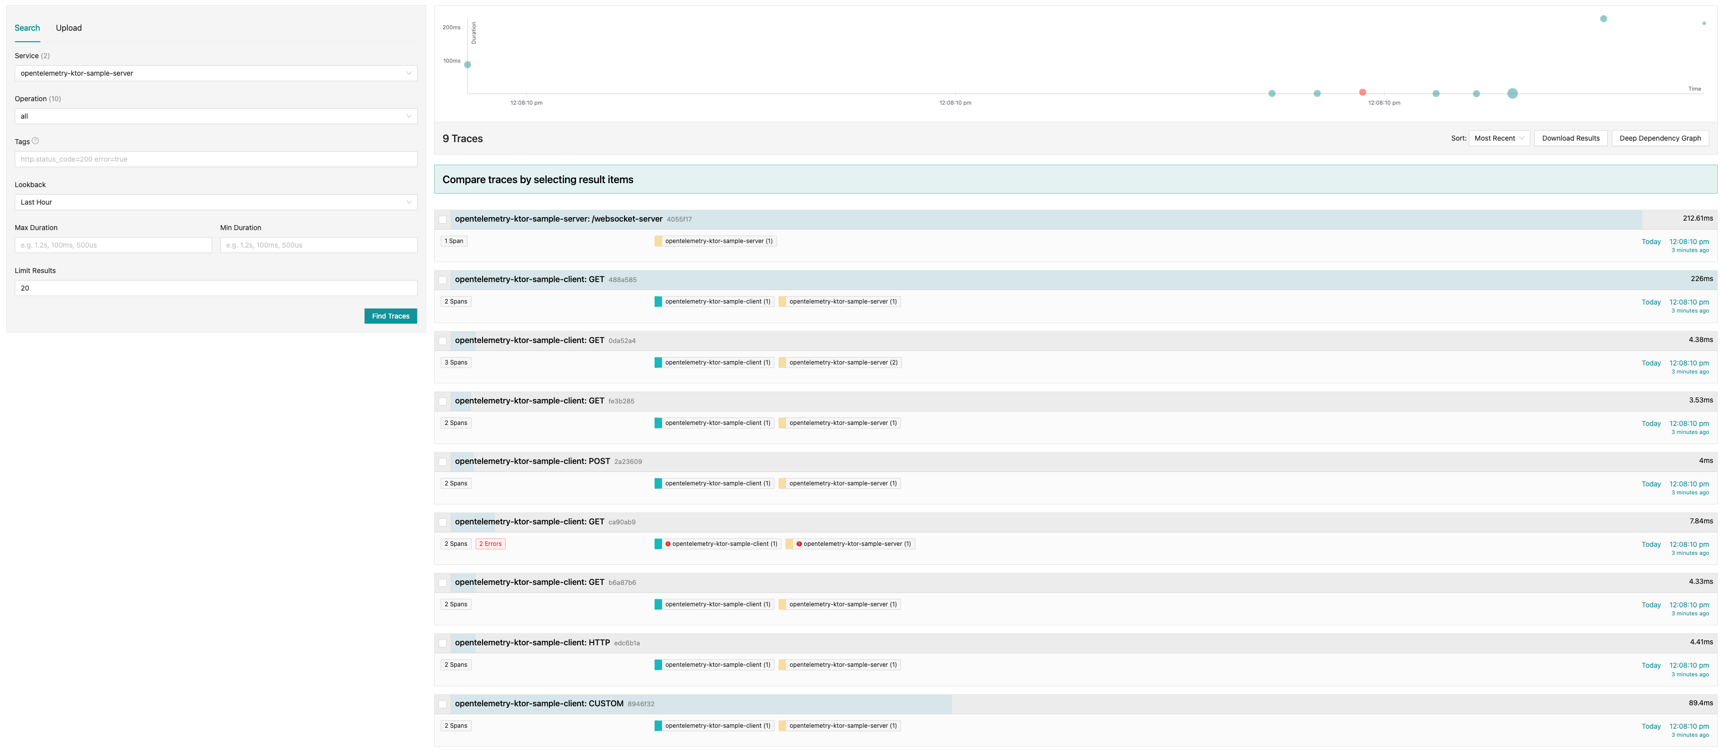 Search Upload
Service (2)
opentelemetry-ktor-sample-server
Operation (10)
all
Tags
http.status_code=200 error=true
Lookback
Last Hour
Max Duration Min Duration
e.g. 1.2s, 100ms, 500us e.g. 1.2s, 100ms, 500us
Limit Results
20
Find Traces
Duration
200ms
100ms
Time
12:08:10 pm 12:08:10 pm 12:08:10 pm
9 Traces Sort: Most Recent Download Results Deep Dependency Graph
Compare traces by selecting result items
opentelemetry-ktor-sample-server: /websocket-server 4055f17 212.61ms
1 Span opentelemetry-ktor-sample-server (1) Today 12:08:10 pm
3 minutes ago
opentelemetry-ktor-sample-client: GET 488a585 226ms
2 Spans opentelemetry-ktor-sample-client (1) opentelemetry-ktor-sample-server (1) Today 12:08:10 pm
3 minutes ago
opentelemetry-ktor-sample-client: GET 0da52a4 4.38ms
3 Spans opentelemetry-ktor-sample-client (1) opentelemetry-ktor-sample-server (2) Today 12:08:10 pm
3 minutes ago
opentelemetry-ktor-sample-client: GET fe3b285 3.53ms
2 Spans opentelemetry-ktor-sample-client (1) opentelemetry-ktor-sample-server (1) Today 12:08:10 pm
3 minutes ago
opentelemetry-ktor-sample-client: POST 2a23609 4ms
2 Spans opentelemetry-ktor-sample-client (1) opentelemetry-ktor-sample-server (1) Today 12:08:10 pm
3 minutes ago
opentelemetry-ktor-sample-client: GET ca90ab9 7.84ms
2 Spans 2 Errors opentelemetry-ktor-sample-client (1) opentelemetry-ktor-sample-server (1) Today 12:08:10 pm
3 minutes ago
opentelemetry-ktor-sample-client: GET b6a87b6 4.33ms
2 Spans opentelemetry-ktor-sample-client (1) opentelemetry-ktor-sample-server (1) Today 12:08:10 pm
3 minutes ago
opentelemetry-ktor-sample-client: HTTP edc6b1a 4.41ms
2 Spans opentelemetry-ktor-sample-client (1) opentelemetry-ktor-sample-server (1) Today 12:08:10 pm
3 minutes ago
opentelemetry-ktor-sample-client: CUSTOM 8946f32 89.4ms
2 Spans opentelemetry-ktor-sample-client (1) opentelemetry-ktor-sample-server (1) Today 12:08:10 pm
3 minutes ago